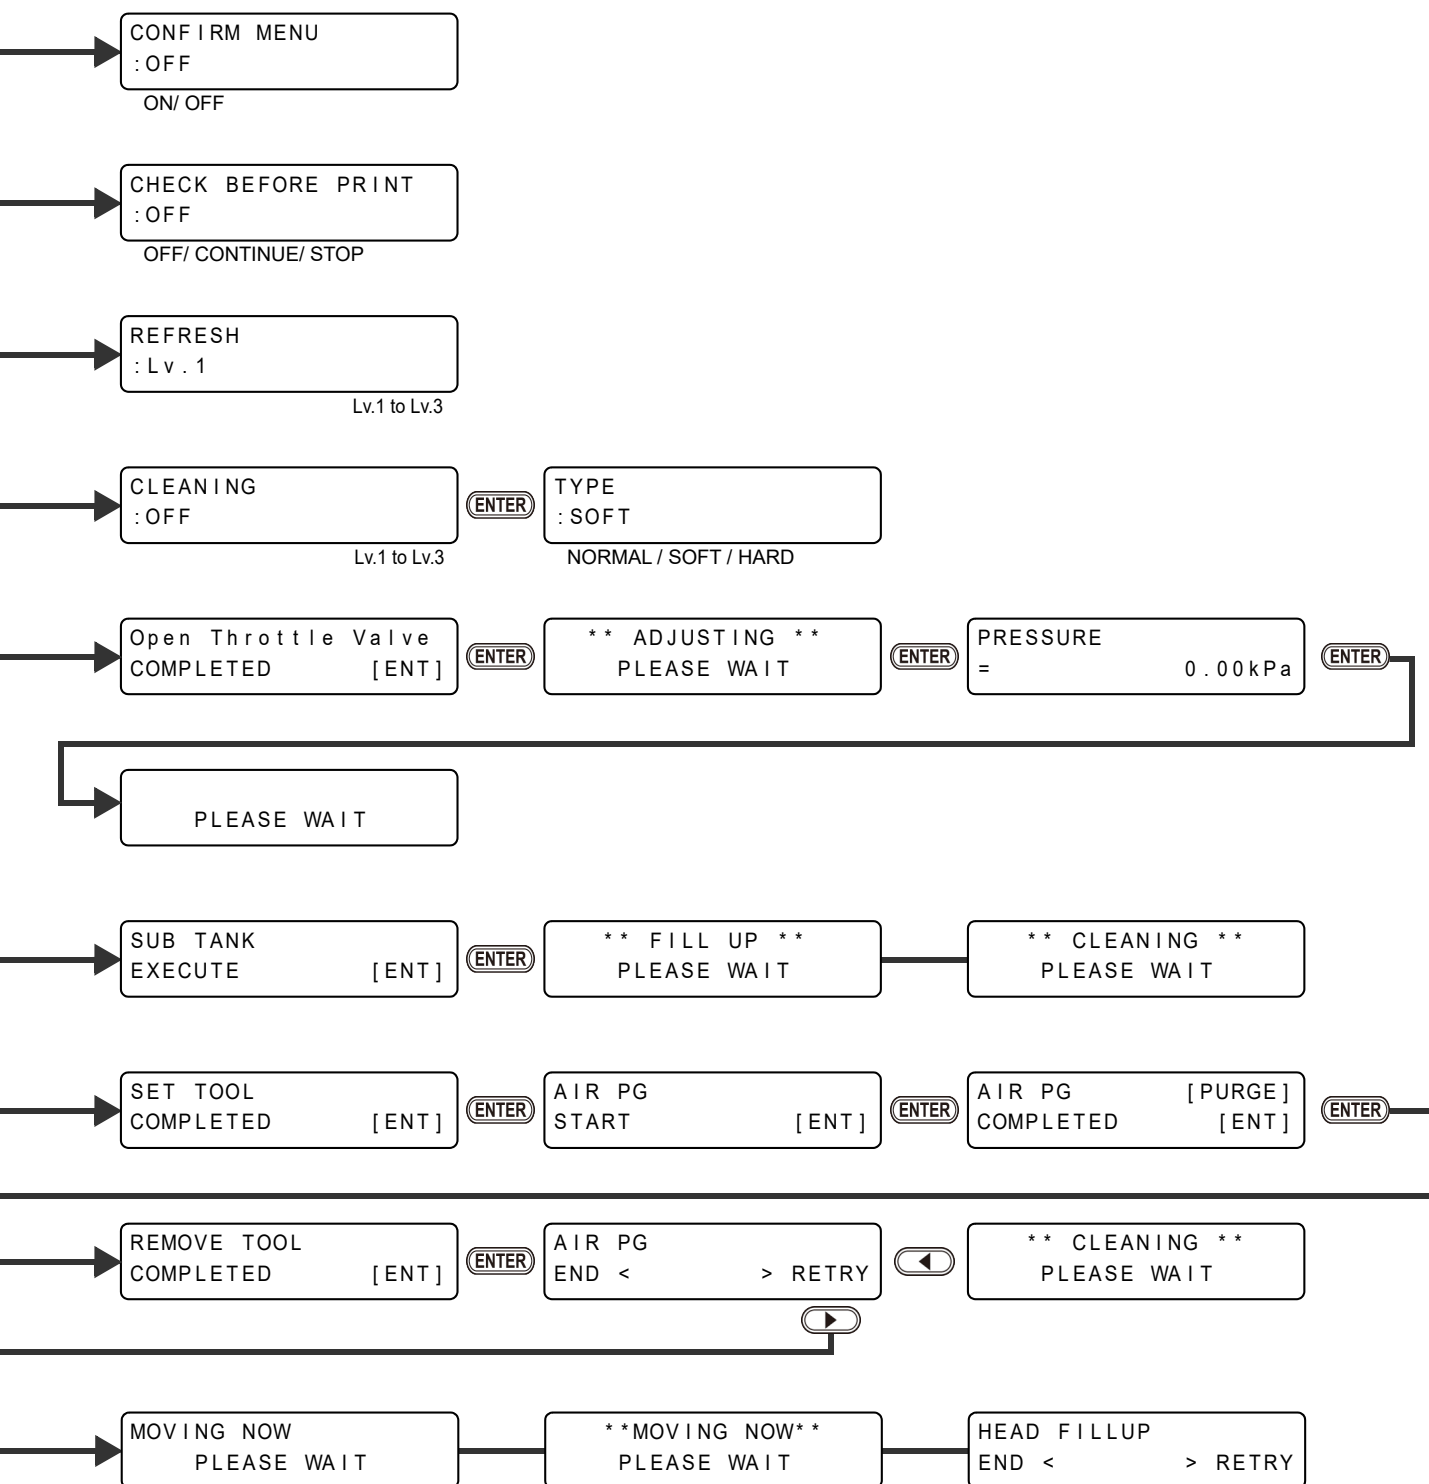 CONFIRM MENU
:OFF
ON/ OFF
CHECK BEFORE PRINT
:OFF
OFF/ CONTINUE/ STOP
REFRESH
:Lv.1
Lv.1 to Lv.3
CLEANING
:OFF
ENTER
TYPE
:SOFT
Lv.1 to Lv.3
NORMAL / SOFT / HARD
Open Throttle Valve
COMPLETED [ENT]
ENTER
** ADJUSTING **
PLEASE WAIT
ENTER
PRESSURE
= 0.00kPa
ENTER
PLEASE WAIT
SUB TANK
EXECUTE [ENT]
ENTER
** FILL UP **
PLEASE WAIT
** CLEANING **
PLEASE WAIT
SET TOOL
COMPLETED [ENT]
ENTER
AIR PG
START [ENT]
ENTER
AIR PG [PURGE]
COMPLETED [ENT]
ENTER
REMOVE TOOL
COMPLETED [ENT]
ENTER
AIR PG
END < > RETRY
** CLEANING **
PLEASE WAIT
MOVING NOW
PLEASE WAIT
**MOVING NOW**
PLEASE WAIT
HEAD FILLUP
END < > RETRY